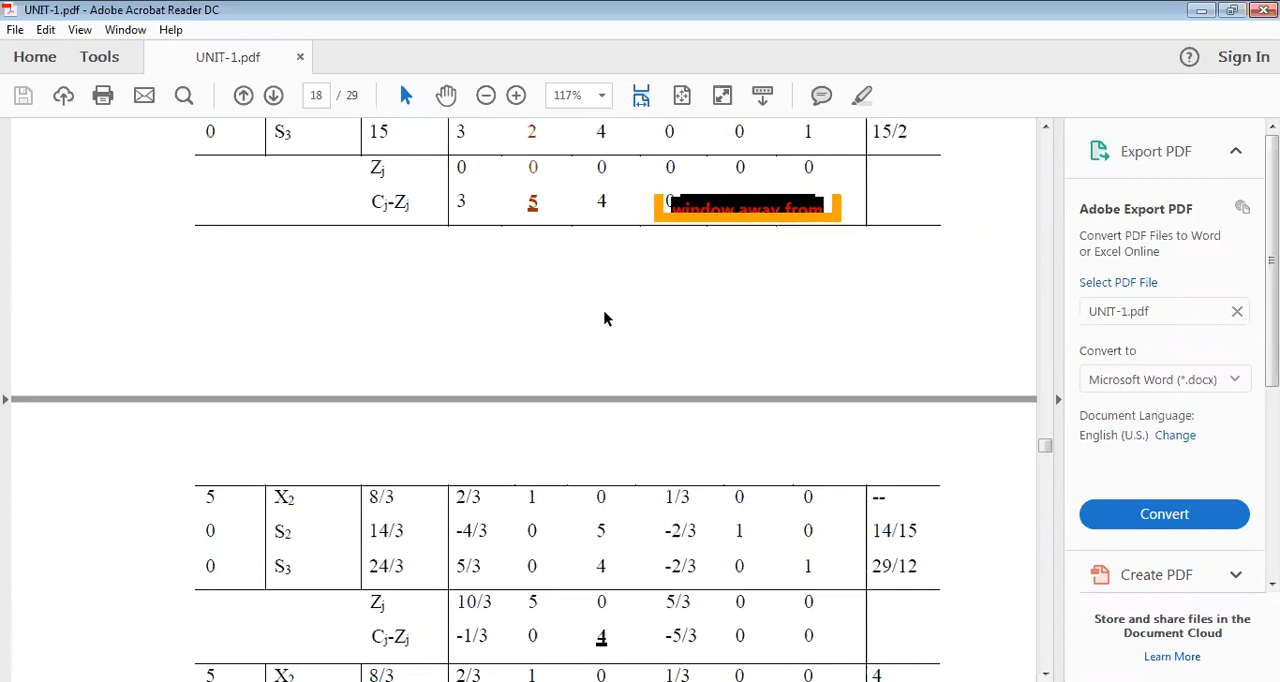 UNIT-1.pdf - Adobe Acrobat Reader DC
File Edit View Window Help
Home Tools UNIT-1.pdf × Sign In
18 / 29 117%
0 S3 15 3 2 4 0 0 1 15/2
Zj 0 0 0 0 0 0
Cj-Zj 3 5 4 0 window away from
5 X2 8/3 2/3 1 0 1/3 0 0 --
0 S2 14/3 -4/3 0 5 -2/3 1 0 14/15
0 S3 24/3 5/3 0 4 -2/3 0 1 29/12
Zj 10/3 5 0 5/3 0 0
Cj-Zj -1/3 0 4 -5/3 0 0
5 X2 8/3 2/3 1 0 1/3 0 0 4
Export PDF
Adobe Export PDF
Convert PDF Files to Word
or Excel Online
Select PDF File
UNIT-1.pdf
Convert to
Microsoft Word (*.docx)
Document Language:
English (U.S.) Change
Convert
Create PDF
Store and share files in the
Document Cloud
Learn More